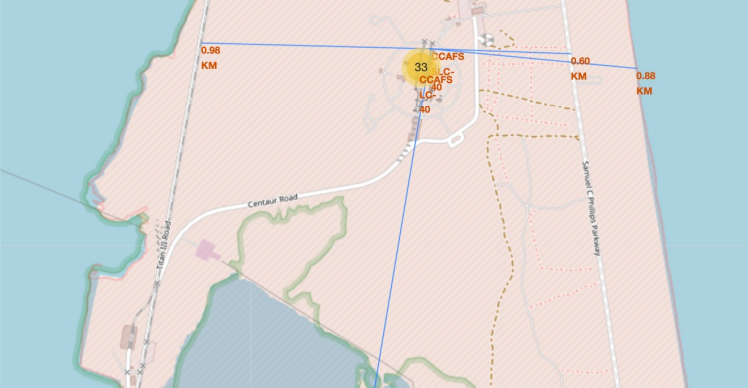 0.98
KM
33
CCAFS
SLC-
40
CCAFS
LC-
40
0.60
KM
0.88
KM
Centaur Road
Titan III Road
Samuel C Phillips Parkway